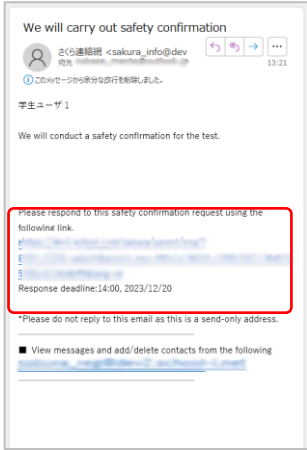 We will carry out safety confirmation
さくら連絡網 <sakura_info@dev
宛先
13:21
このメッセージから余分な改行を削除しました。
学生ユーザ 1
We will conduct a safety confirmation for the test.
Please respond to this safety confirmation request using the
following link.
Response deadline:14:00, 2023/12/20
*Please do not reply to this email as this is a send-only address.
■ View messages and add/delete contacts from the following